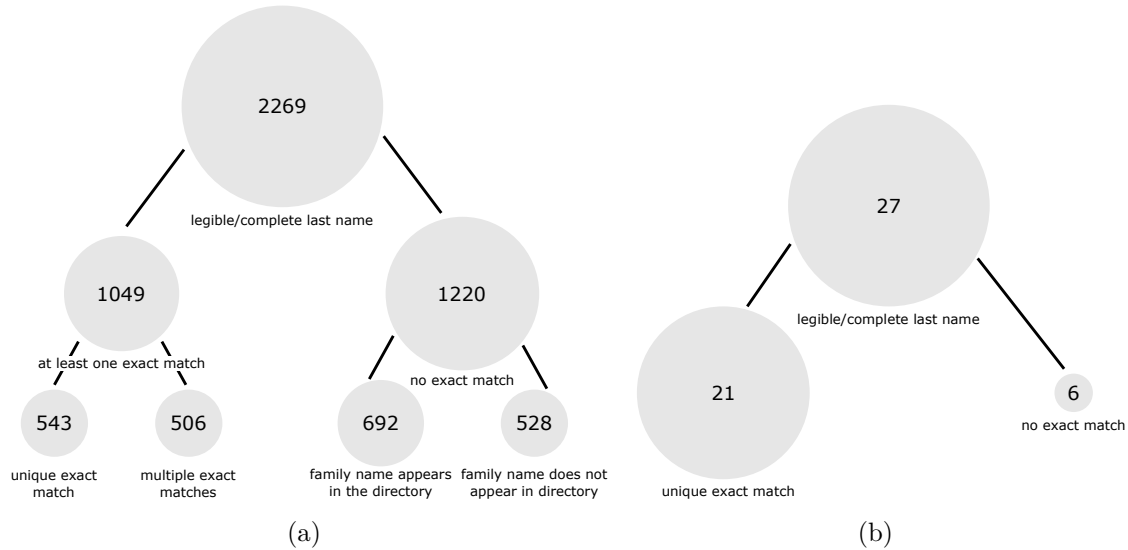 2269
legible/complete last name
1049
at least one exact match
1220
no exact match
543
unique exact
match
506
multiple exact
matches
692
family name appears
in the directory
528
family name does not
appear in directory
(a)
27
legible/complete last name
21
unique exact match
6
no exact match
(b)